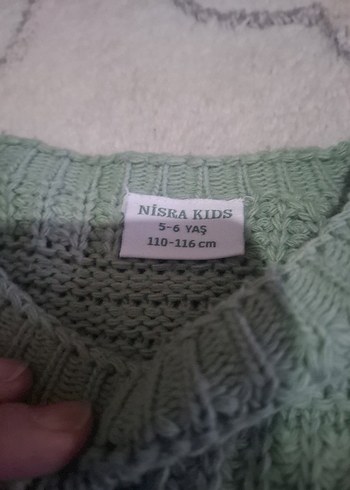 NİSRA KIDS
5-6 YAŞ
110-116 cm